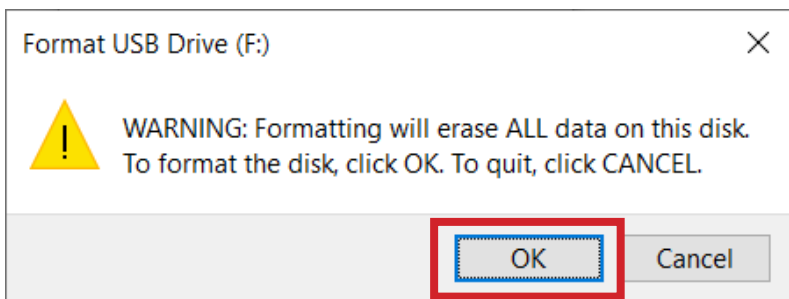 Format USB Drive (F:)
WARNING: Formatting will erase ALL data on this disk.
To format the disk, click OK. To quit, click CANCEL.
OK
Cancel